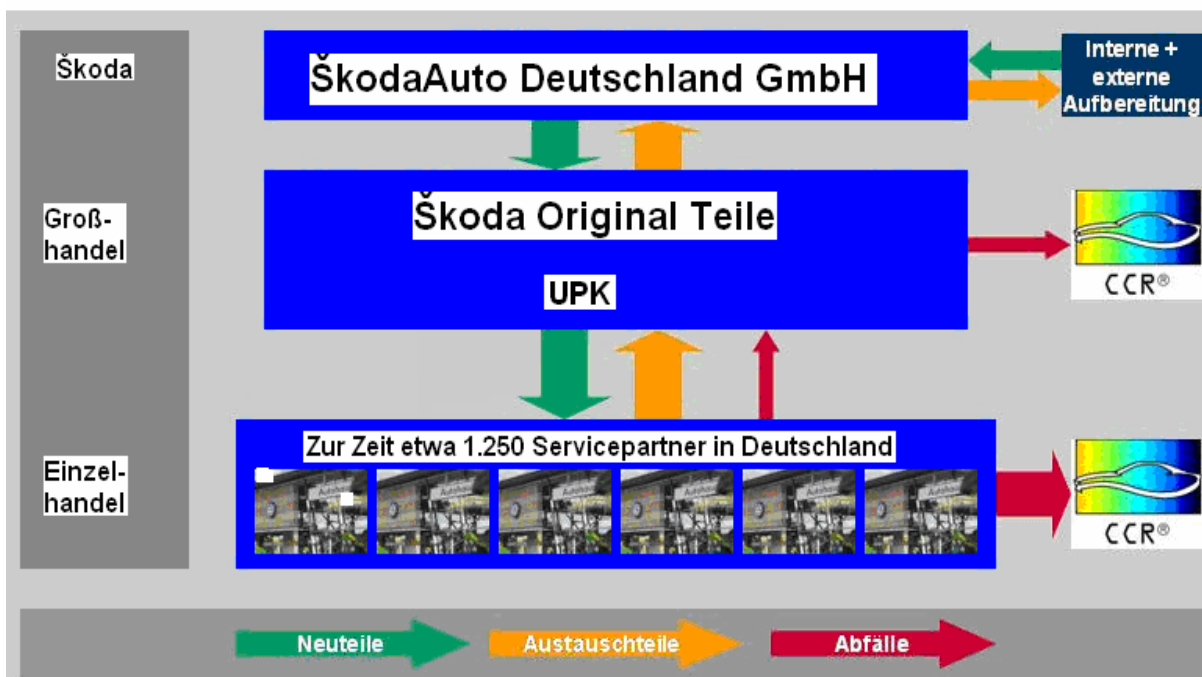 Škoda
ŠkodaAuto Deutschland GmbH
Interne +
externe
Aufbereitung
Groß-
handel
Škoda Original Teile
UPK
CCR®
Einzel-
handel
Zur Zeit etwa 1.250 Servicepartner in Deutschland
CCR®
Neuteile
Austauschteile
Abfälle